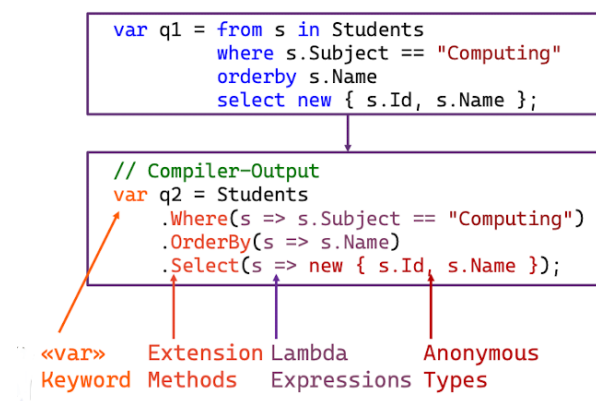 var q1 = from s in Students
where s.Subject == "Computing"
orderby s.Name
select new { s.Id, s.Name };
// Compiler-Output
var q2 = Students
.Where(s => s.Subject == "Computing")
.OrderBy(s => s.Name)
.Select(s => new { s.Id, s.Name });
«var» Extension Lambda Anonymous
Keyword Methods Expressions Types